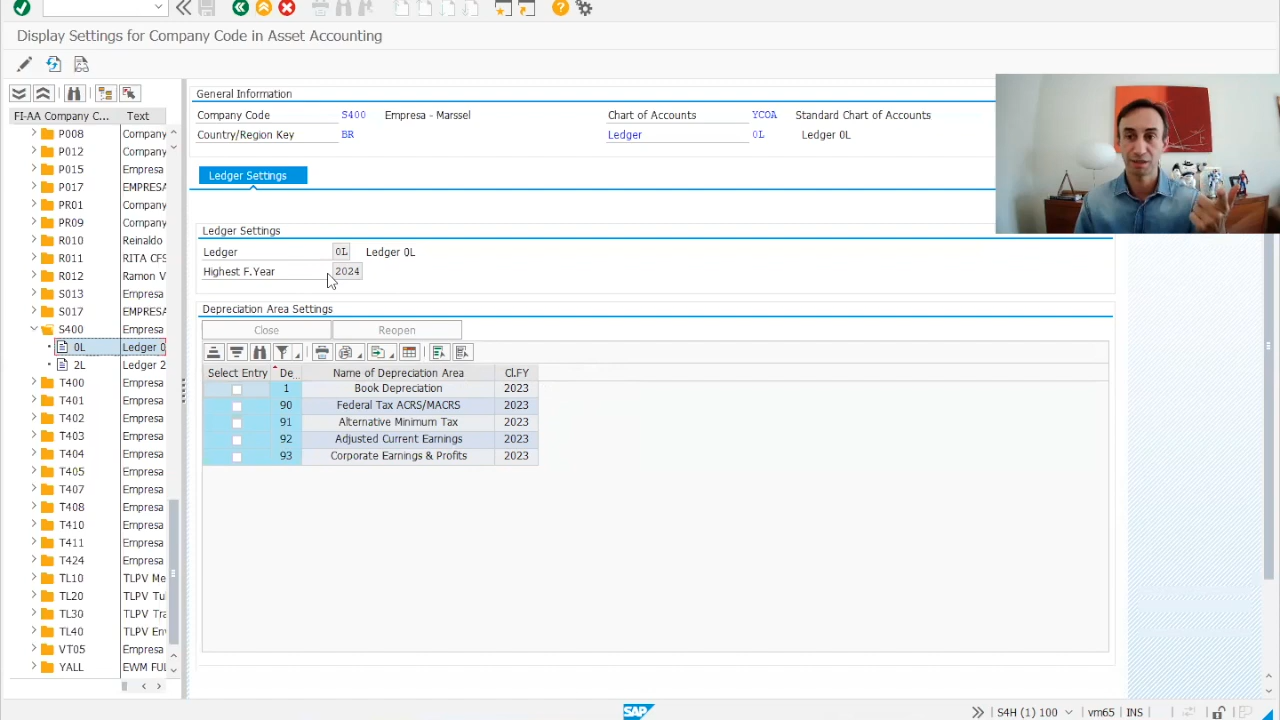 Display Settings for Company Code in Asset Accounting
FI-AA Company C... Text
P008 Company
P012 Company
P015 Empresa
P017 EMPRESA
PR01 Company
PR09 Company
R010 Reinaldo
R011 RITA CFS
R012 Ramon V
S013 Empresa
S017 EMPRES
S400 Empresa
0L Ledger 0
2L Ledger 2
T400 Empresa
T401 Empresa
T402 Empresa
T403 Empresa
T404 Empresa
T405 Empresa
T407 Empresa
T408 Empresa
T410 Empresa
T411 Empresa
T424 Empresa
TL10 TLPV Me
TL20 TLPV Tu
TL30 TLPV Tra
TL40 TLPV En
VT05 Empresa
YALL EWM FUL
General Information
Company Code S400 Empresa - Marssel Chart of Accounts YCOA Standard Chart of Accounts
Country/Region Key BR Ledger 0L Ledger 0L
Ledger Settings
Ledger Settings
Ledger 0L Ledger 0L
Highest F.Year 2024
Depreciation Area Settings
Close Reopen
Select Entry De... Name of Depreciation Area Cl.FY
1 Book Depreciation 2023
90 Federal Tax ACRS/MACRS 2023
91 Alternative Minimum Tax 2023
92 Adjusted Current Earnings 2023
93 Corporate Earnings & Profits 2023
SAP S4H (1) 100 vm65 INS